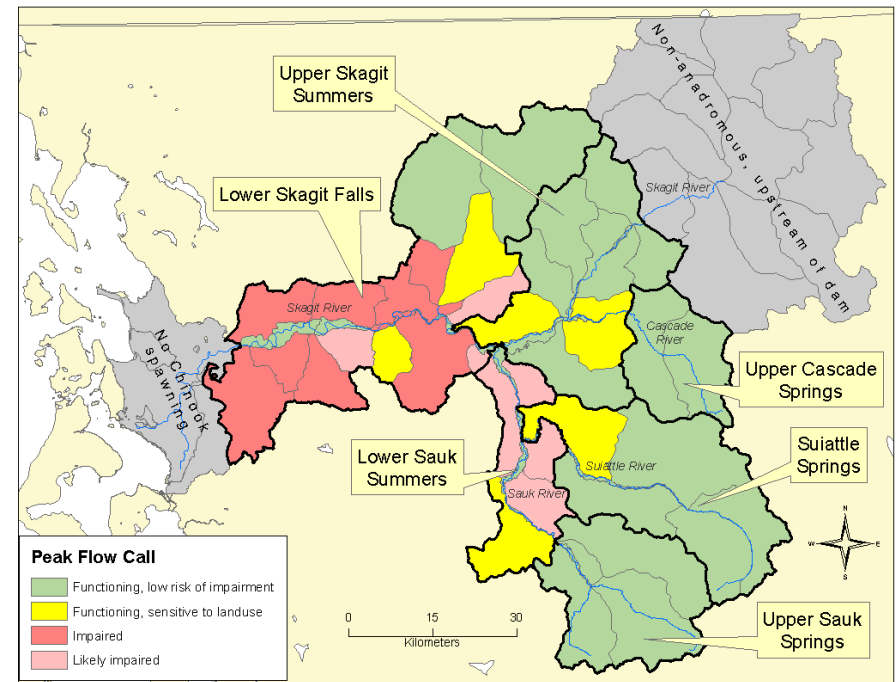 Non-anadromous, upstream of dam
Upper Skagit
Summers
Skagit River
Lower Skagit Falls
Skagit River
No Chinook
spawning
Cascade
River
Upper Cascade
Springs
Suiattle
Springs
Lower Sauk
Summers
Suiattle River
Sauk River
N
W
E
S
Upper Sauk
Springs
Peak Flow Call
Functioning, low risk of impairment
Functioning, sensitive to landuse
Impaired
Likely impaired
0 15 30
Kilometers